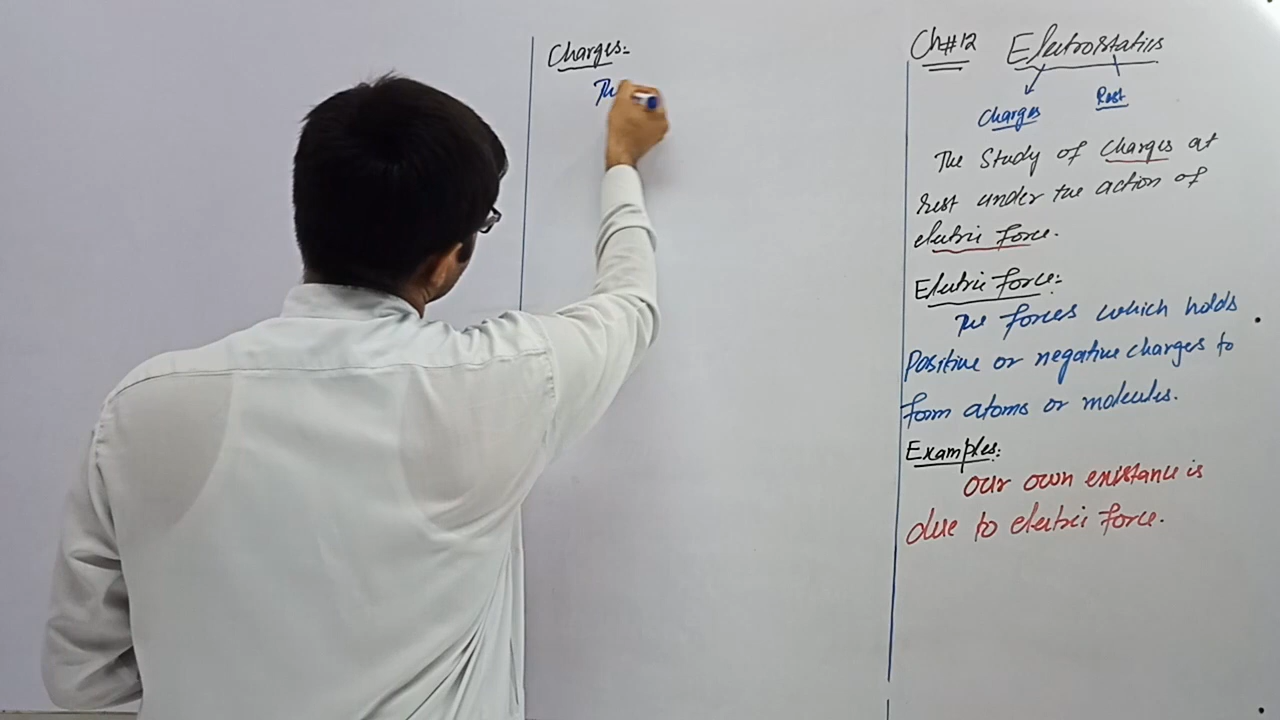 Charges:-
The
Ch#12 Electrostatics
Charges Rest
The Study of Charges at
rest under the action of
electric force.
Electric force:-
The forces which holds
Positive or negative charges to
form atoms or molecules.
Examples:
Our own existance is
due to electric force.